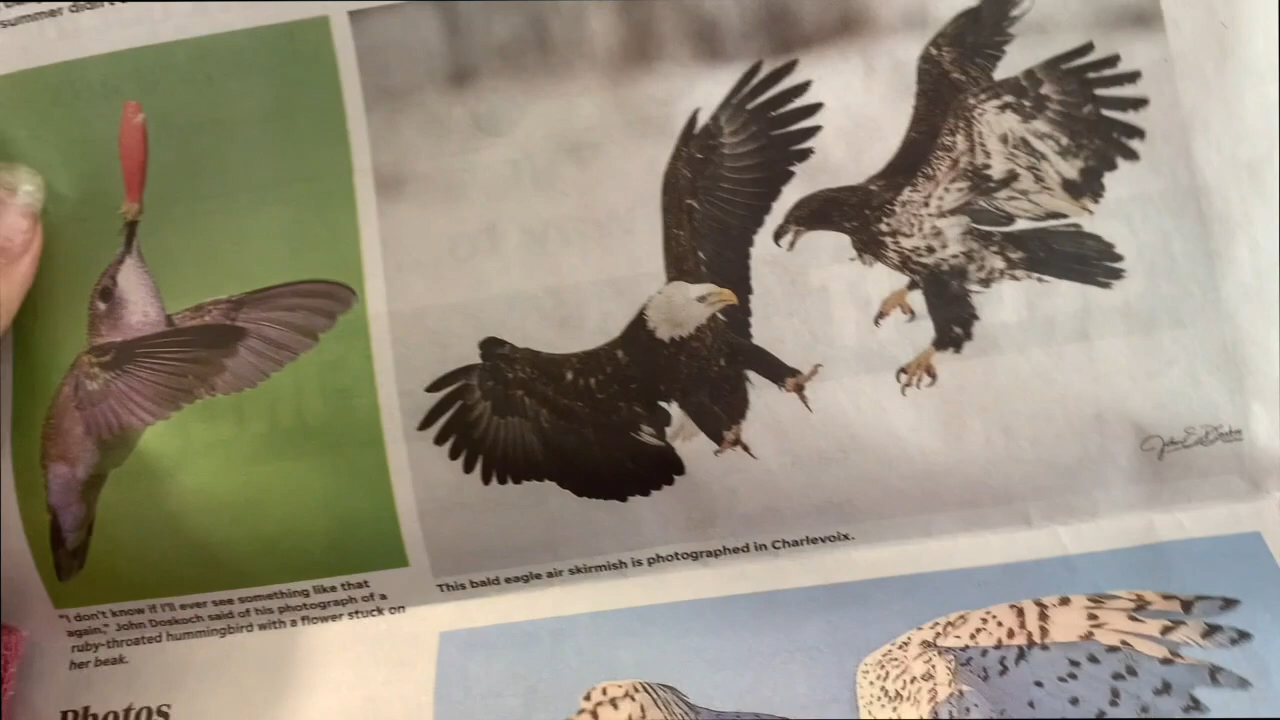 summer didn't
"I don't know if I'll ever see something like that
again," John Doskoch said of his photograph of a
ruby-throated hummingbird with a flower stuck on
her beak.
This bald eagle air skirmish is photographed in Charlevoix.
Photos